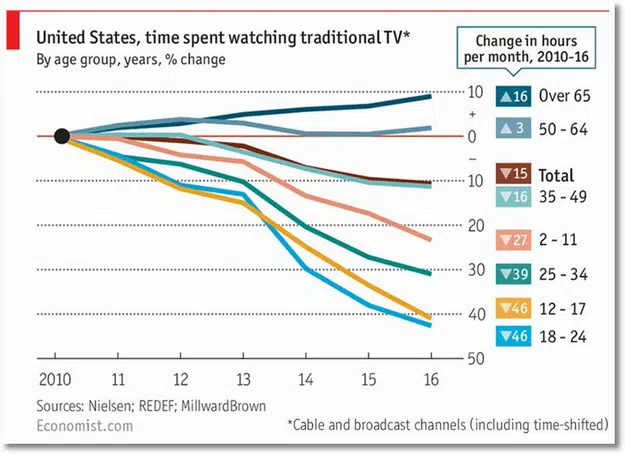 United States, time spent watching traditional TV*
By age group, years, % change
Change in hours
per month, 2010-16
10
+
0
−
10
20
30
40
50
▲16 Over 65
▲3 50 - 64
▼15 Total
▼16 35 - 49
▼27 2 - 11
▼39 25 - 34
▼46 12 - 17
▼46 18 - 24
2010 11 12 13 14 15 16
Sources: Nielsen; REDEF; MillwardBrown
Economist.com
*Cable and broadcast channels (including time-shifted)